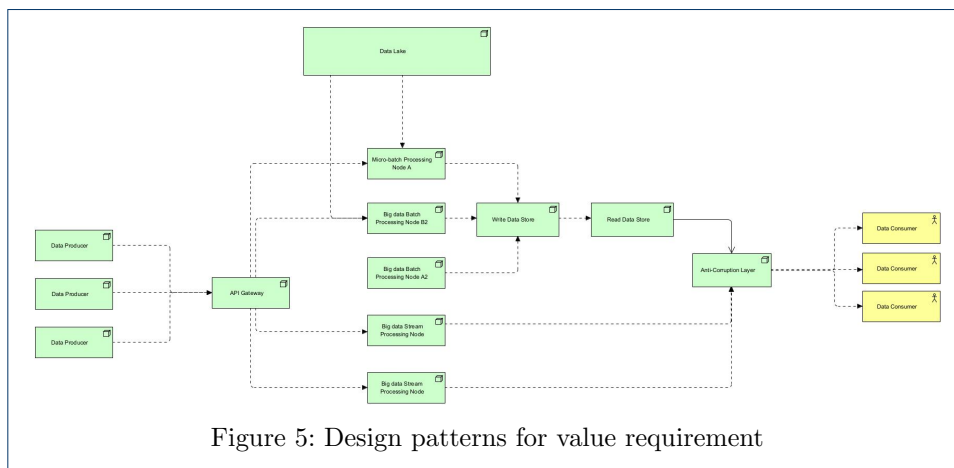 Data Lake
Micro-batch Processing
Node A
Big data Batch
Processing Node B2
Write Data Store
Read Data Store
Data Consumer
Data Producer
Big data Batch
Processing Node A2
Anti-Corruption Layer
Data Consumer
Data Producer
API Gateway
Data Consumer
Data Producer
Big data Stream
Processing Node
Big data Stream
Processing Node
Figure 5: Design patterns for value requirement